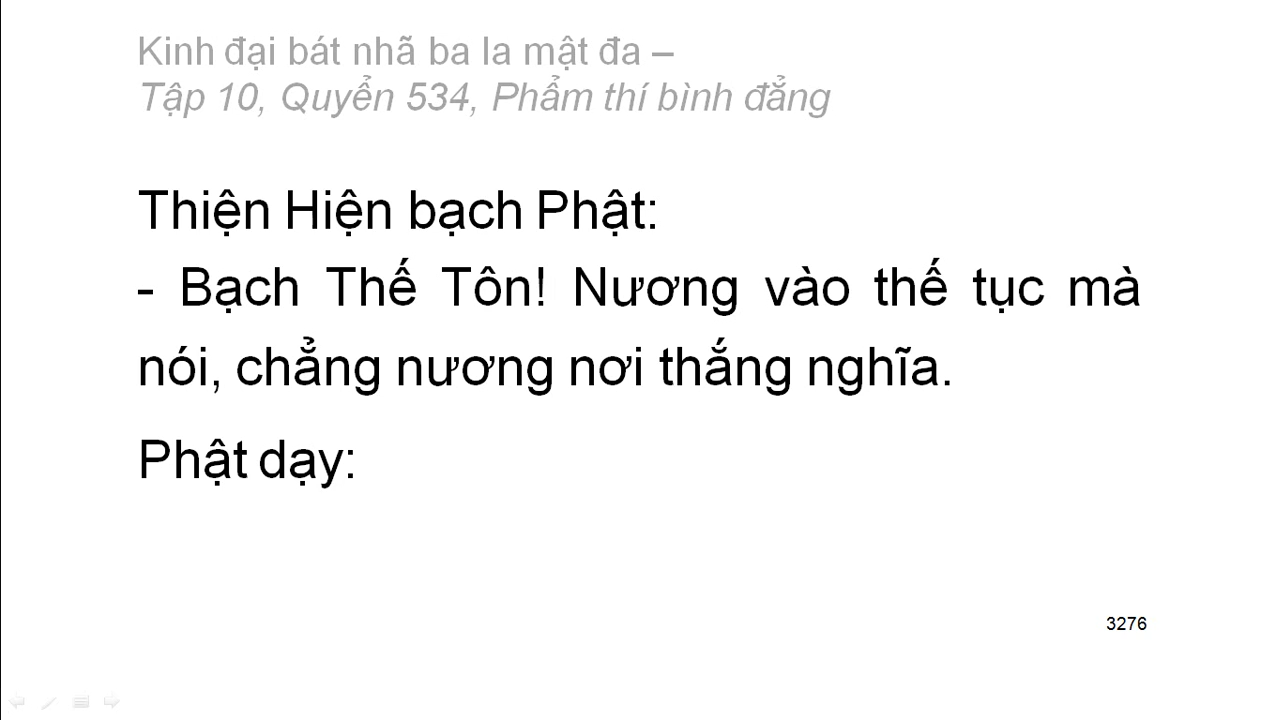 Kinh đại bát nhã ba la mật đa –
Tập 10, Quyển 534, Phẩm thí bình đẳng
Thiện Hiện bạch Phật:
- Bạch Thế Tôn! Nương vào thế tục mà
nói, chẳng nương nơi thắng nghĩa.
Phật dạy:
3276